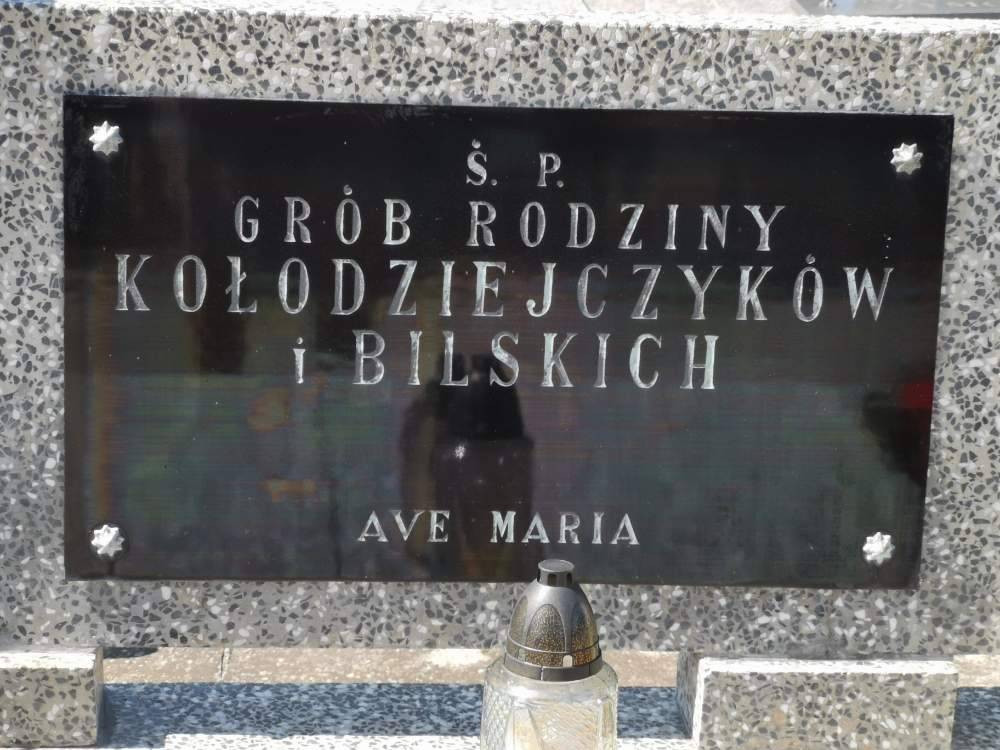 Ś. P.
GRÓB RODZINY
KOŁODZIEJCZYKÓW
i BILSKICH
AVE MARIA